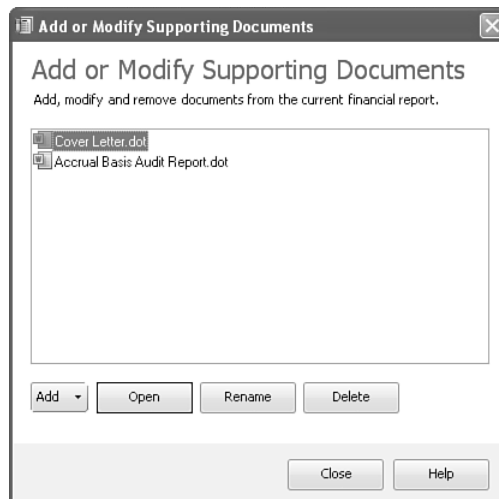 Add or Modify Supporting Documents
Add or Modify Supporting Documents
Add, modify and remove documents from the current financial report.
Cover Letter.dot
Accrual Basis Audit Report.dot
Add Open Rename Delete
Close Help